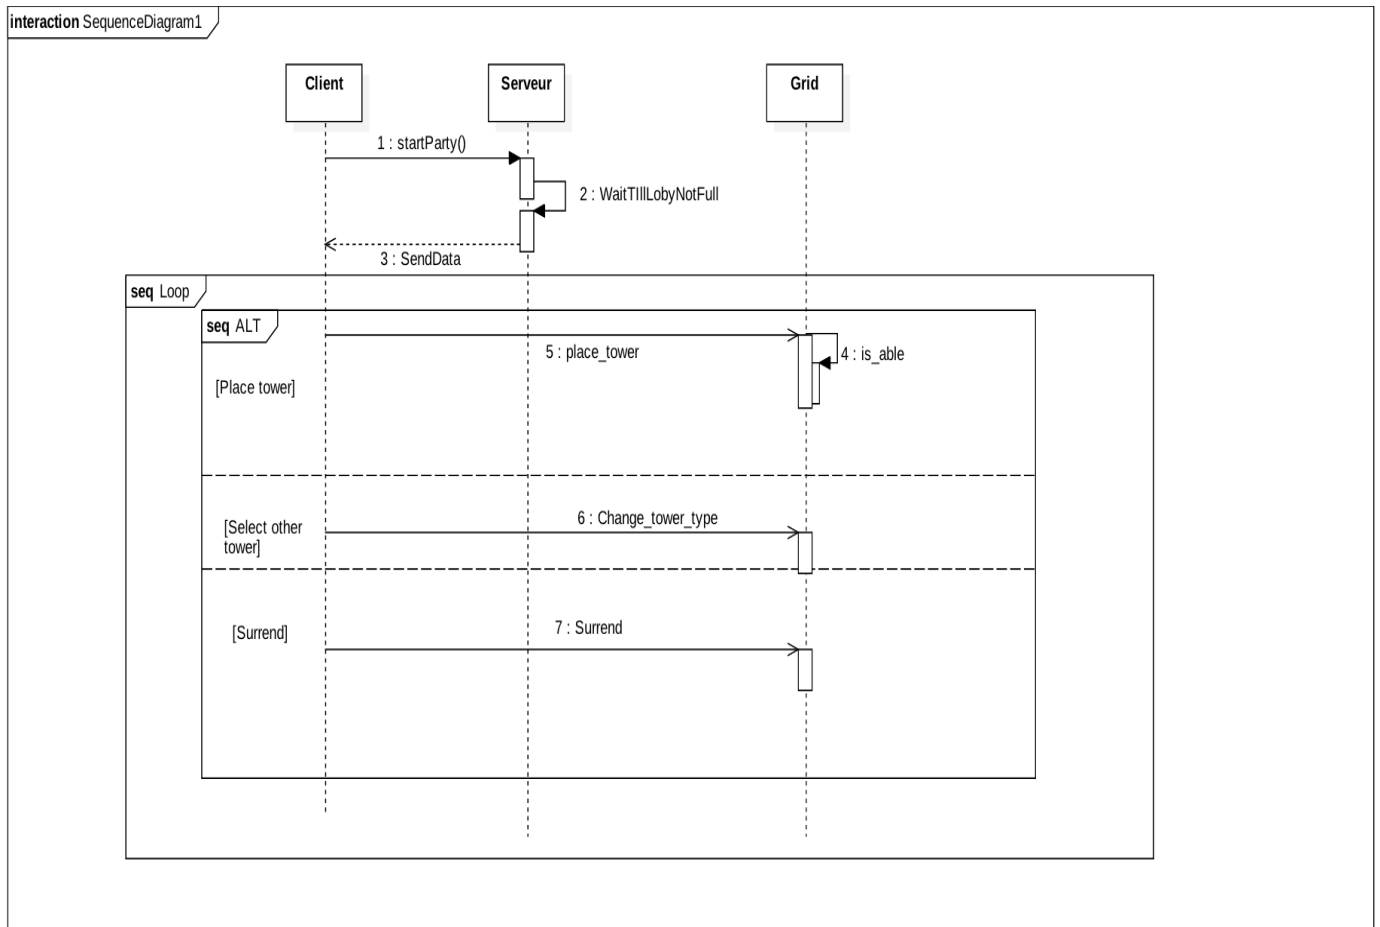 interaction SequenceDiagram1
Client
Serveur
Grid
1 : startParty()
2 : WaitTIllLobyNotFull
3 : SendData
seq Loop
seq ALT
5 : place_tower
4 : is_able
[Place tower]
6 : Change_tower_type
[Select other
tower]
7 : Surrend
[Surrend]